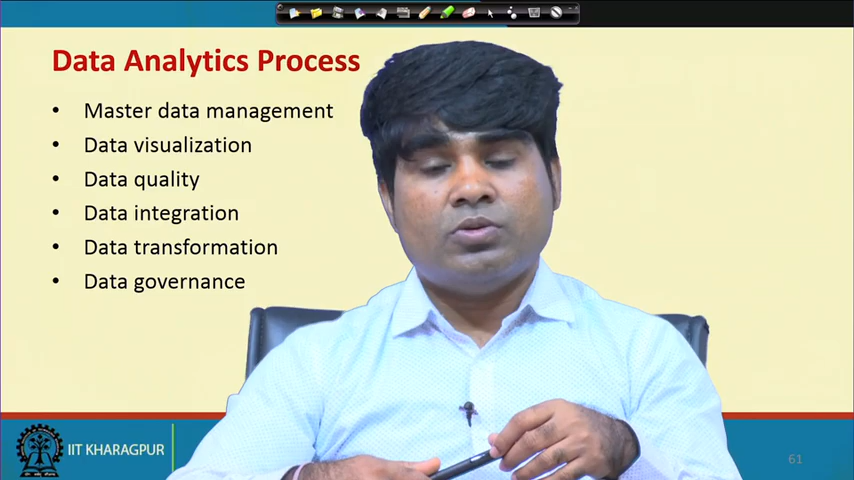 Data Analytics Process
• Master data management
• Data visualization
• Data quality
• Data integration
• Data transformation
• Data governance
IIT KHARAGPUR
61